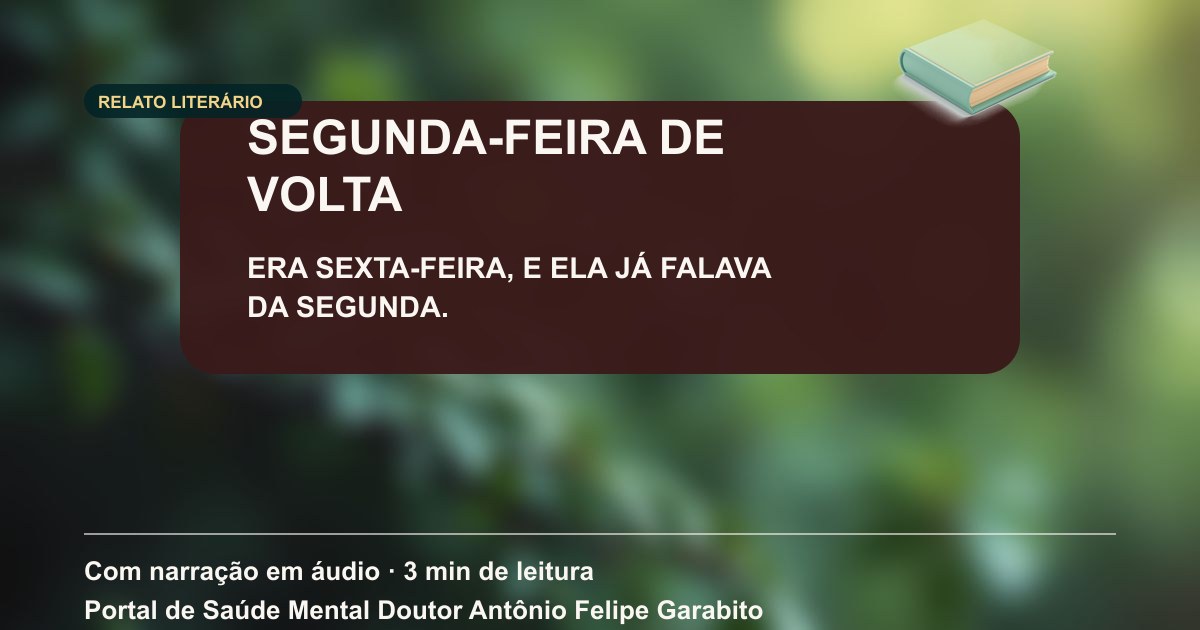 RELATO LITERÁRIO
SEGUNDA-FEIRA DE
VOLTA
ERA SEXTA-FEIRA, E ELA JÁ FALAVA
DA SEGUNDA.
Com narração em áudio · 3 min de leitura
Portal de Saúde Mental Doutor Antônio Felipe Garabito